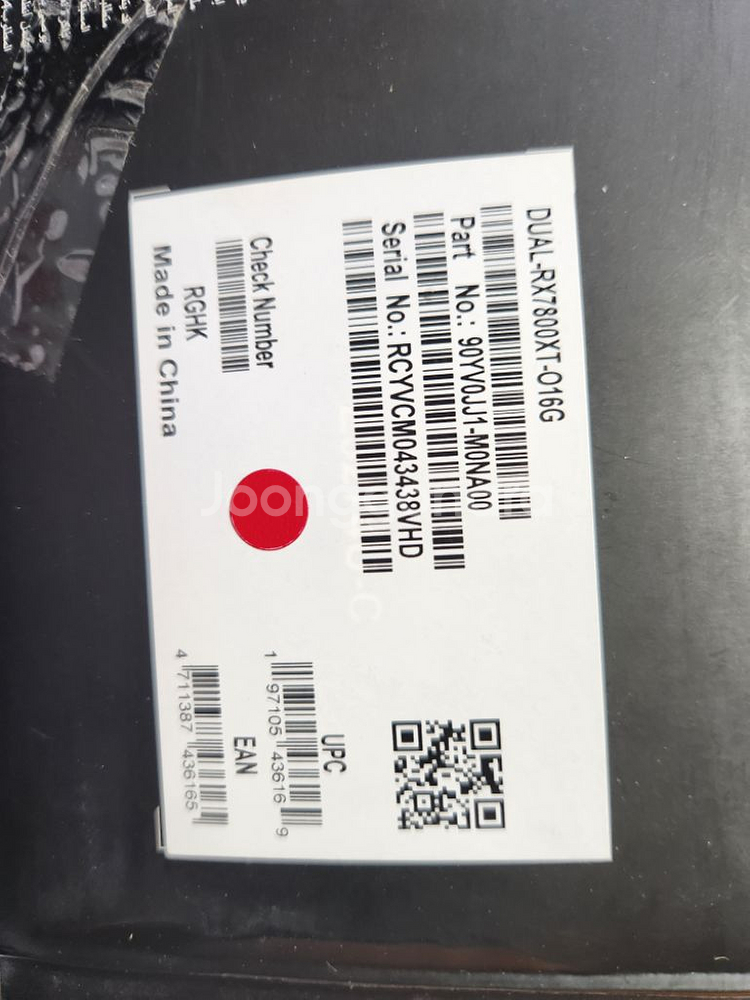 DUAL-RX7800XT-O16G
Part No.: 90YV0JJ1-M0NA00
Serial No.: RCYVCM043438VHD
Check Number
RGHK
Made in China
UPC
1 97105 43616 9
EAN
4 711387 436165